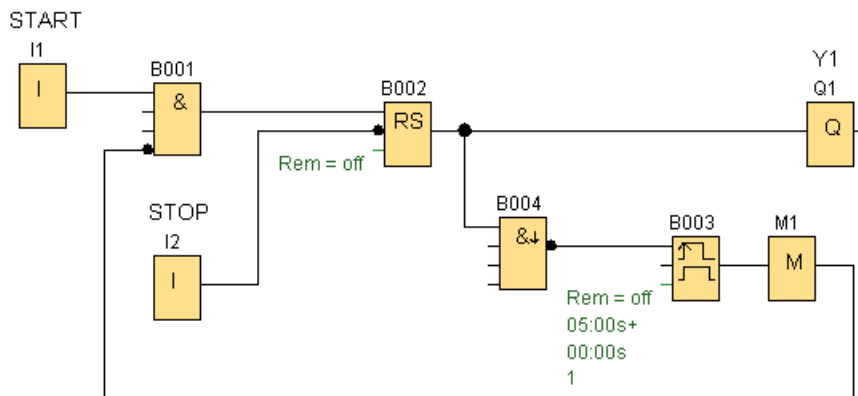 START
I1
I
B001
&
B002
RS
Rem = off
Y1
Q1
Q
STOP
I2
I
B004
&↓
B003
Rem = off
05:00s+
00:00s
1
M1
M